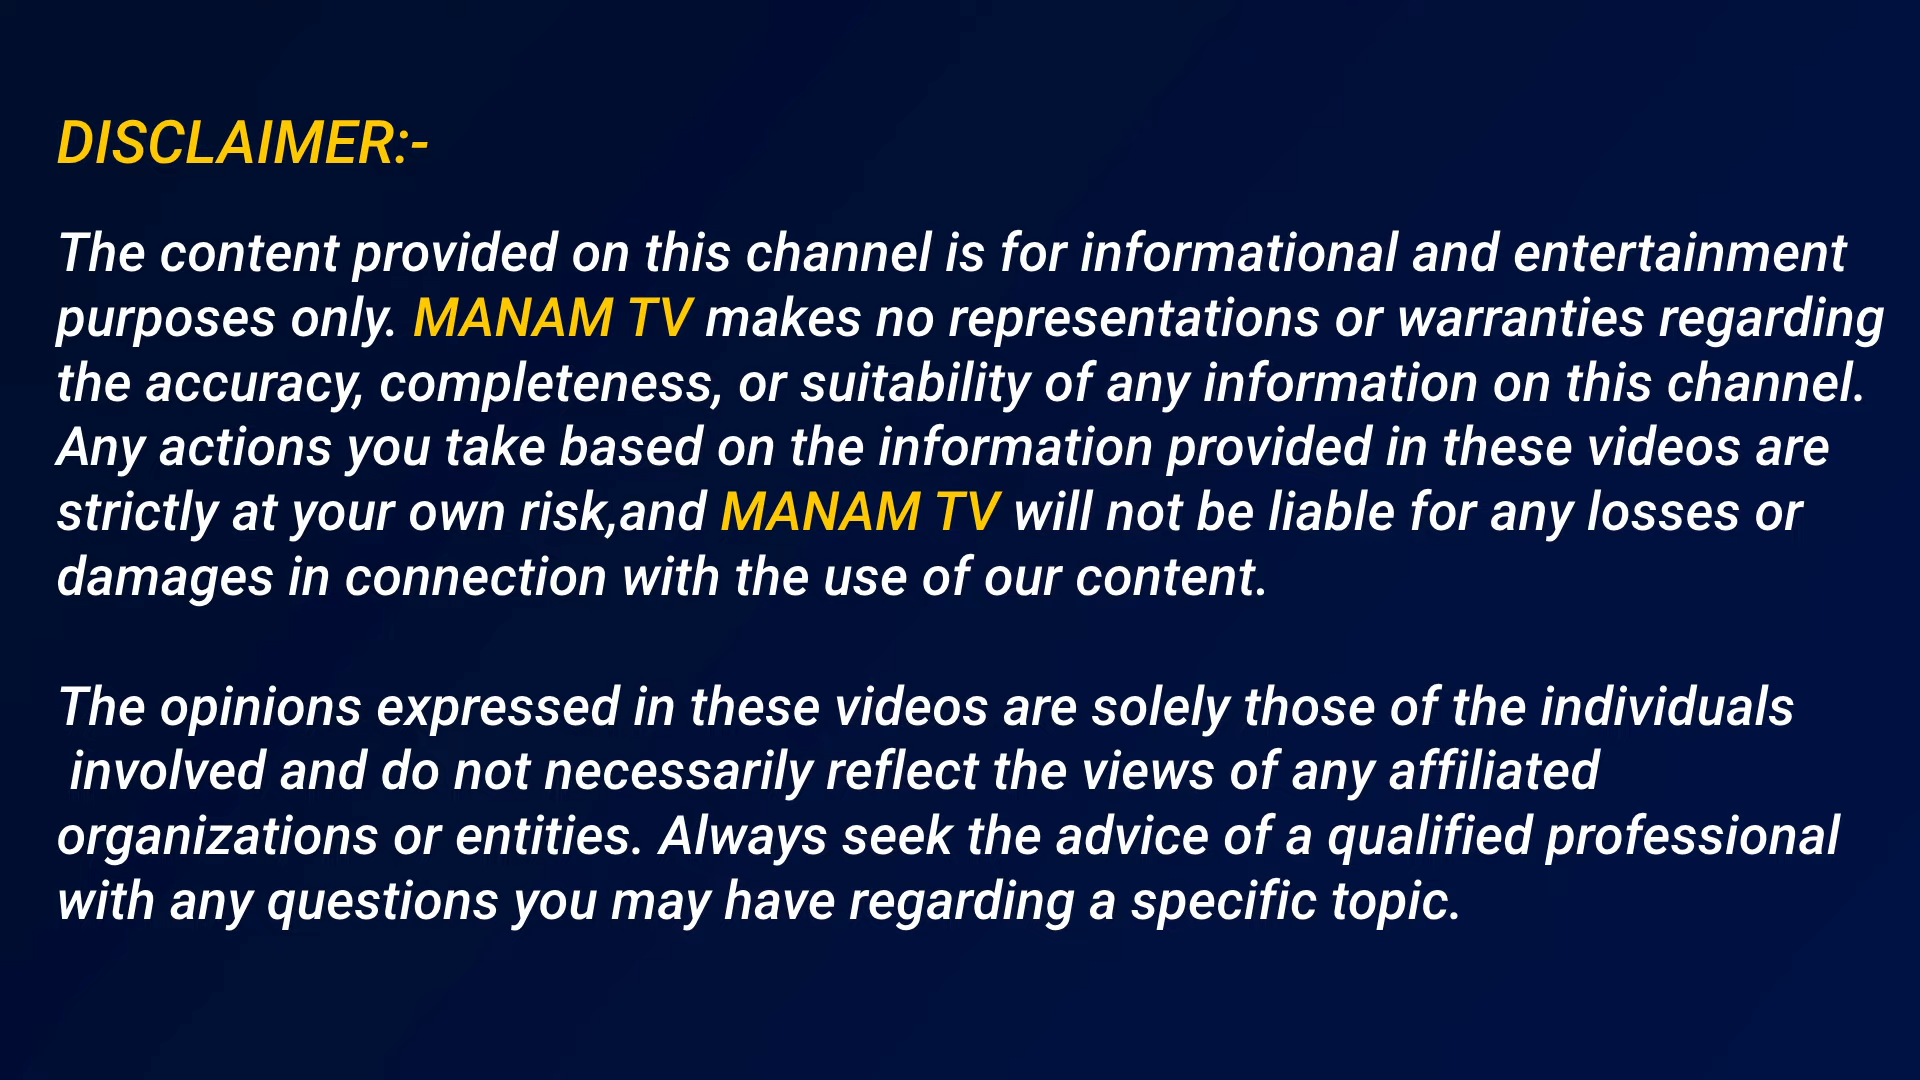 DISCLAIMER:-
The content provided on this channel is for informational and entertainment
purposes only. MANAM TV makes no representations or warranties regarding
the accuracy, completeness, or suitability of any information on this channel.
Any actions you take based on the information provided in these videos are
strictly at your own risk,and MANAM TV will not be liable for any losses or
damages in connection with the use of our content.
The opinions expressed in these videos are solely those of the individuals
involved and do not necessarily reflect the views of any affiliated
organizations or entities. Always seek the advice of a qualified professional
with any questions you may have regarding a specific topic.